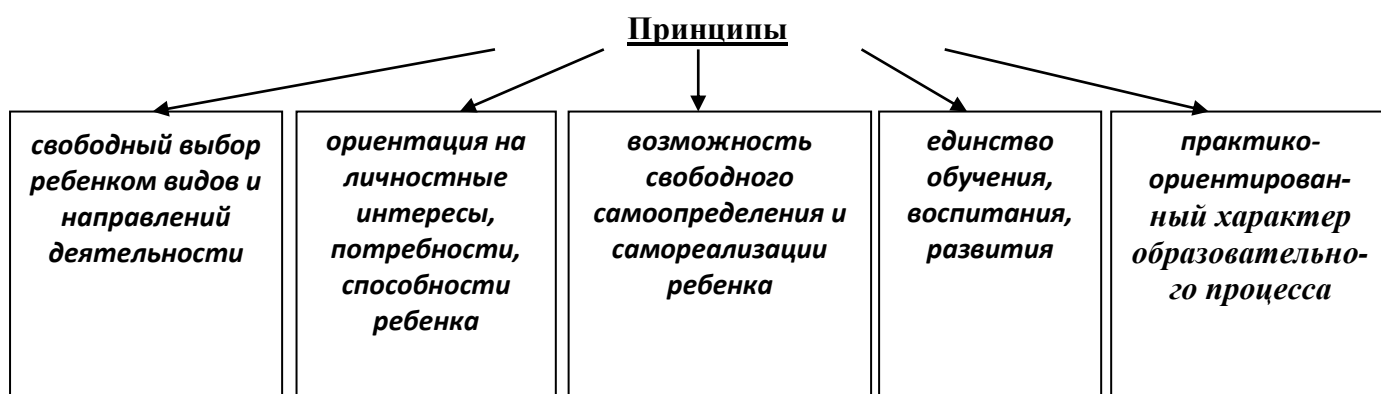 Принципы
свободный выбор
ребенком видов и
направлений
деятельности
ориентация на
личностные
интересы,
потребности,
способности
ребенка
возможность
свободного
самоопределения и
самореализации
ребенка
единство
обучения,
воспитания,
развития
практико-
ориентирован-
ный характер
образовательно-
го процесса